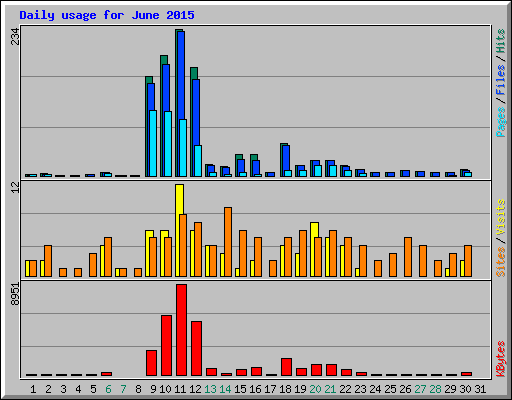 Daily usage for June 2015
234
Pages / Files / Hits
12
Sites / Visits
8951
KBytes
1 2 3 4 5 6 7 8 9 10 11 12 13 14 15 16 17 18 19 20 21 22 23 24 25 26 27 28 29 30 31